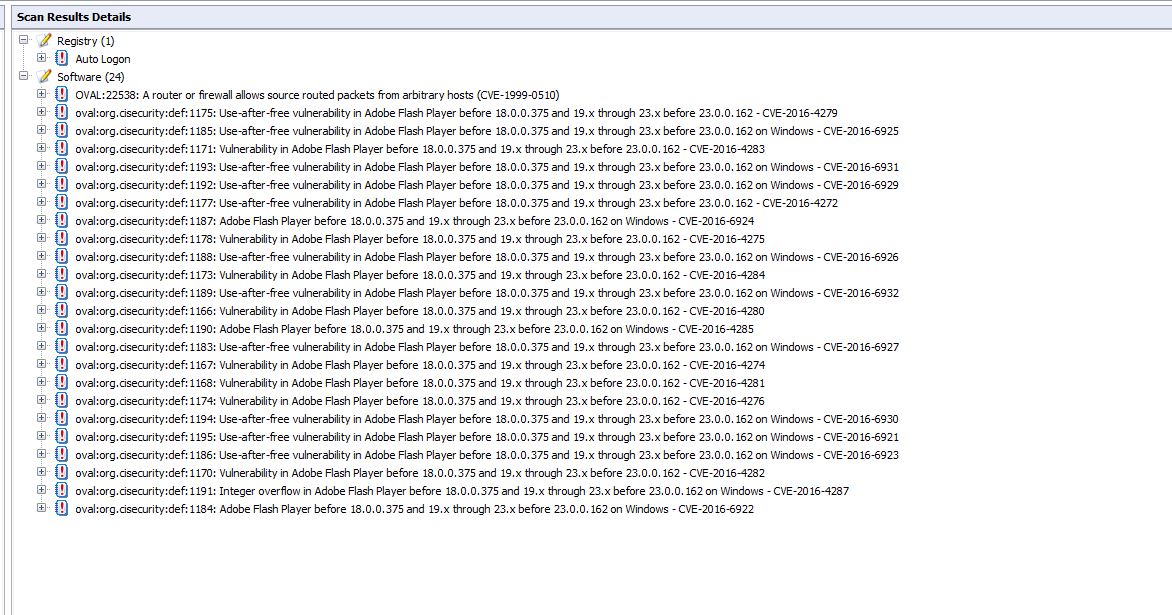 Scan Results Details
Registry (1)
Auto Logon
Software (24)
OVAL:22538: A router or firewall allows source routed packets from arbitrary hosts (CVE-1999-0510)
oval:org.cisecurity:def:1175: Use-after-free vulnerability in Adobe Flash Player before 18.0.0.375 and 19.x through 23.x before 23.0.0.162 - CVE-2016-4279
oval:org.cisecurity:def:1185: Use-after-free vulnerability in Adobe Flash Player before 18.0.0.375 and 19.x through 23.x before 23.0.0.162 on Windows - CVE-2016-6925
oval:org.cisecurity:def:1171: Vulnerability in Adobe Flash Player before 18.0.0.375 and 19.x through 23.x before 23.0.0.162 - CVE-2016-4283
oval:org.cisecurity:def:1193: Use-after-free vulnerability in Adobe Flash Player before 18.0.0.375 and 19.x through 23.x before 23.0.0.162 on Windows - CVE-2016-6931
oval:org.cisecurity:def:1192: Use-after-free vulnerability in Adobe Flash Player before 18.0.0.375 and 19.x through 23.x before 23.0.0.162 on Windows - CVE-2016-6929
oval:org.cisecurity:def:1177: Use-after-free vulnerability in Adobe Flash Player before 18.0.0.375 and 19.x through 23.x before 23.0.0.162 - CVE-2016-4272
oval:org.cisecurity:def:1187: Adobe Flash Player before 18.0.0.375 and 19.x through 23.x before 23.0.0.162 on Windows - CVE-2016-6924
oval:org.cisecurity:def:1178: Vulnerability in Adobe Flash Player before 18.0.0.375 and 19.x through 23.x before 23.0.0.162 - CVE-2016-4275
oval:org.cisecurity:def:1188: Use-after-free vulnerability in Adobe Flash Player before 18.0.0.375 and 19.x through 23.x before 23.0.0.162 on Windows - CVE-2016-6926
oval:org.cisecurity:def:1173: Vulnerability in Adobe Flash Player before 18.0.0.375 and 19.x through 23.x before 23.0.0.162 - CVE-2016-4284
oval:org.cisecurity:def:1189: Use-after-free vulnerability in Adobe Flash Player before 18.0.0.375 and 19.x through 23.x before 23.0.0.162 on Windows - CVE-2016-6932
oval:org.cisecurity:def:1166: Vulnerability in Adobe Flash Player before 18.0.0.375 and 19.x through 23.x before 23.0.0.162 - CVE-2016-4280
oval:org.cisecurity:def:1190: Adobe Flash Player before 18.0.0.375 and 19.x through 23.x before 23.0.0.162 on Windows - CVE-2016-4285
oval:org.cisecurity:def:1183: Use-after-free vulnerability in Adobe Flash Player before 18.0.0.375 and 19.x through 23.x before 23.0.0.162 on Windows - CVE-2016-6927
oval:org.cisecurity:def:1167: Vulnerability in Adobe Flash Player before 18.0.0.375 and 19.x through 23.x before 23.0.0.162 - CVE-2016-4274
oval:org.cisecurity:def:1168: Vulnerability in Adobe Flash Player before 18.0.0.375 and 19.x through 23.x before 23.0.0.162 - CVE-2016-4281
oval:org.cisecurity:def:1174: Vulnerability in Adobe Flash Player before 18.0.0.375 and 19.x through 23.x before 23.0.0.162 - CVE-2016-4276
oval:org.cisecurity:def:1194: Use-after-free vulnerability in Adobe Flash Player before 18.0.0.375 and 19.x through 23.x before 23.0.0.162 on Windows - CVE-2016-6930
oval:org.cisecurity:def:1195: Use-after-free vulnerability in Adobe Flash Player before 18.0.0.375 and 19.x through 23.x before 23.0.0.162 on Windows - CVE-2016-6921
oval:org.cisecurity:def:1186: Use-after-free vulnerability in Adobe Flash Player before 18.0.0.375 and 19.x through 23.x before 23.0.0.162 on Windows - CVE-2016-6923
oval:org.cisecurity:def:1170: Vulnerability in Adobe Flash Player before 18.0.0.375 and 19.x through 23.x before 23.0.0.162 - CVE-2016-4282
oval:org.cisecurity:def:1191: Integer overflow in Adobe Flash Player before 18.0.0.375 and 19.x through 23.x before 23.0.0.162 on Windows - CVE-2016-4287
oval:org.cisecurity:def:1184: Adobe Flash Player before 18.0.0.375 and 19.x through 23.x before 23.0.0.162 on Windows - CVE-2016-6922